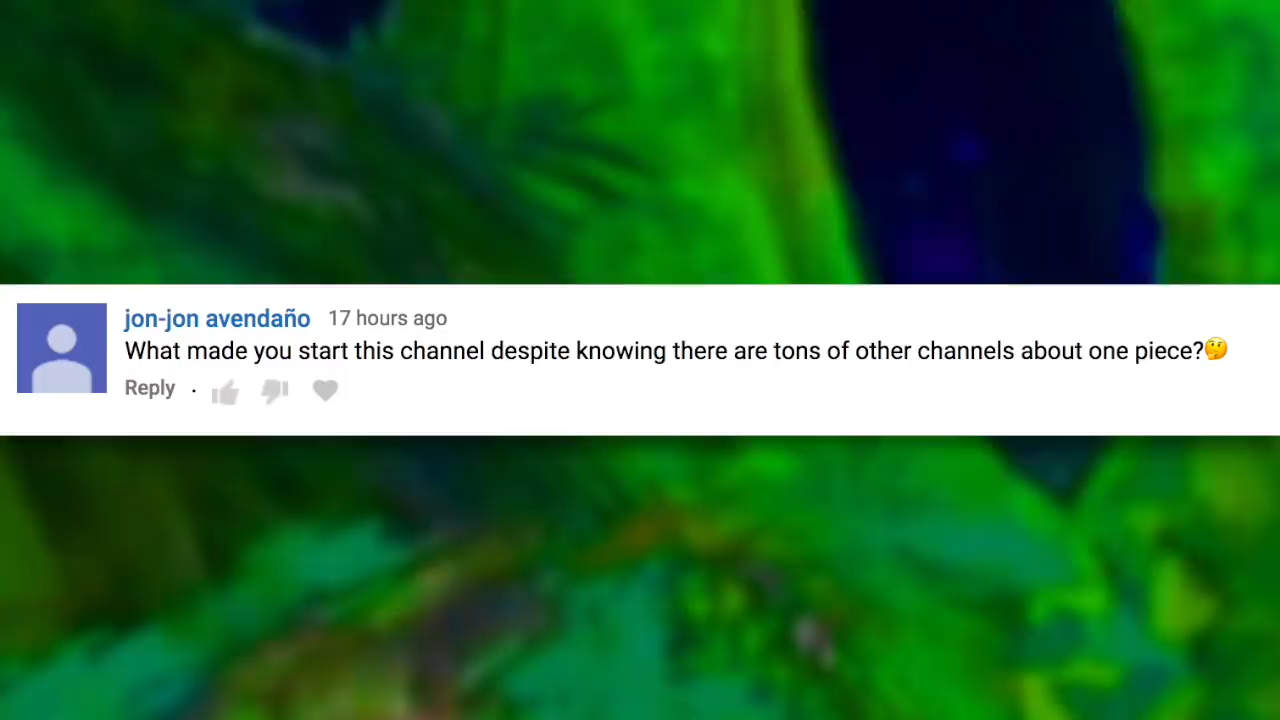 jon-jon avendaño 17 hours ago
What made you start this channel despite knowing there are tons of other channels about one piece?🤔
Reply ·